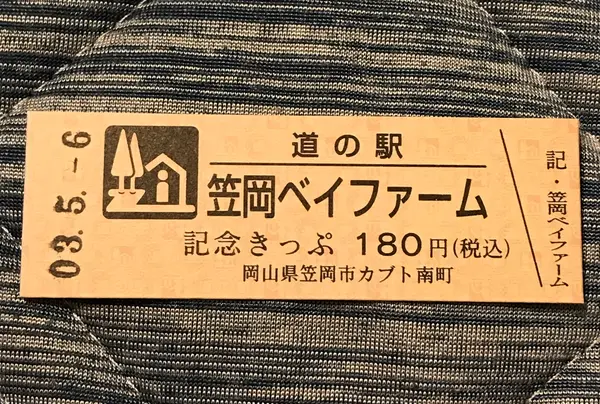 03.5.-6
道の駅
笠岡ベイファーム
記念きっぷ 180円(税込)
岡山県笠岡市カブト南町
記・笠岡ベイファーム